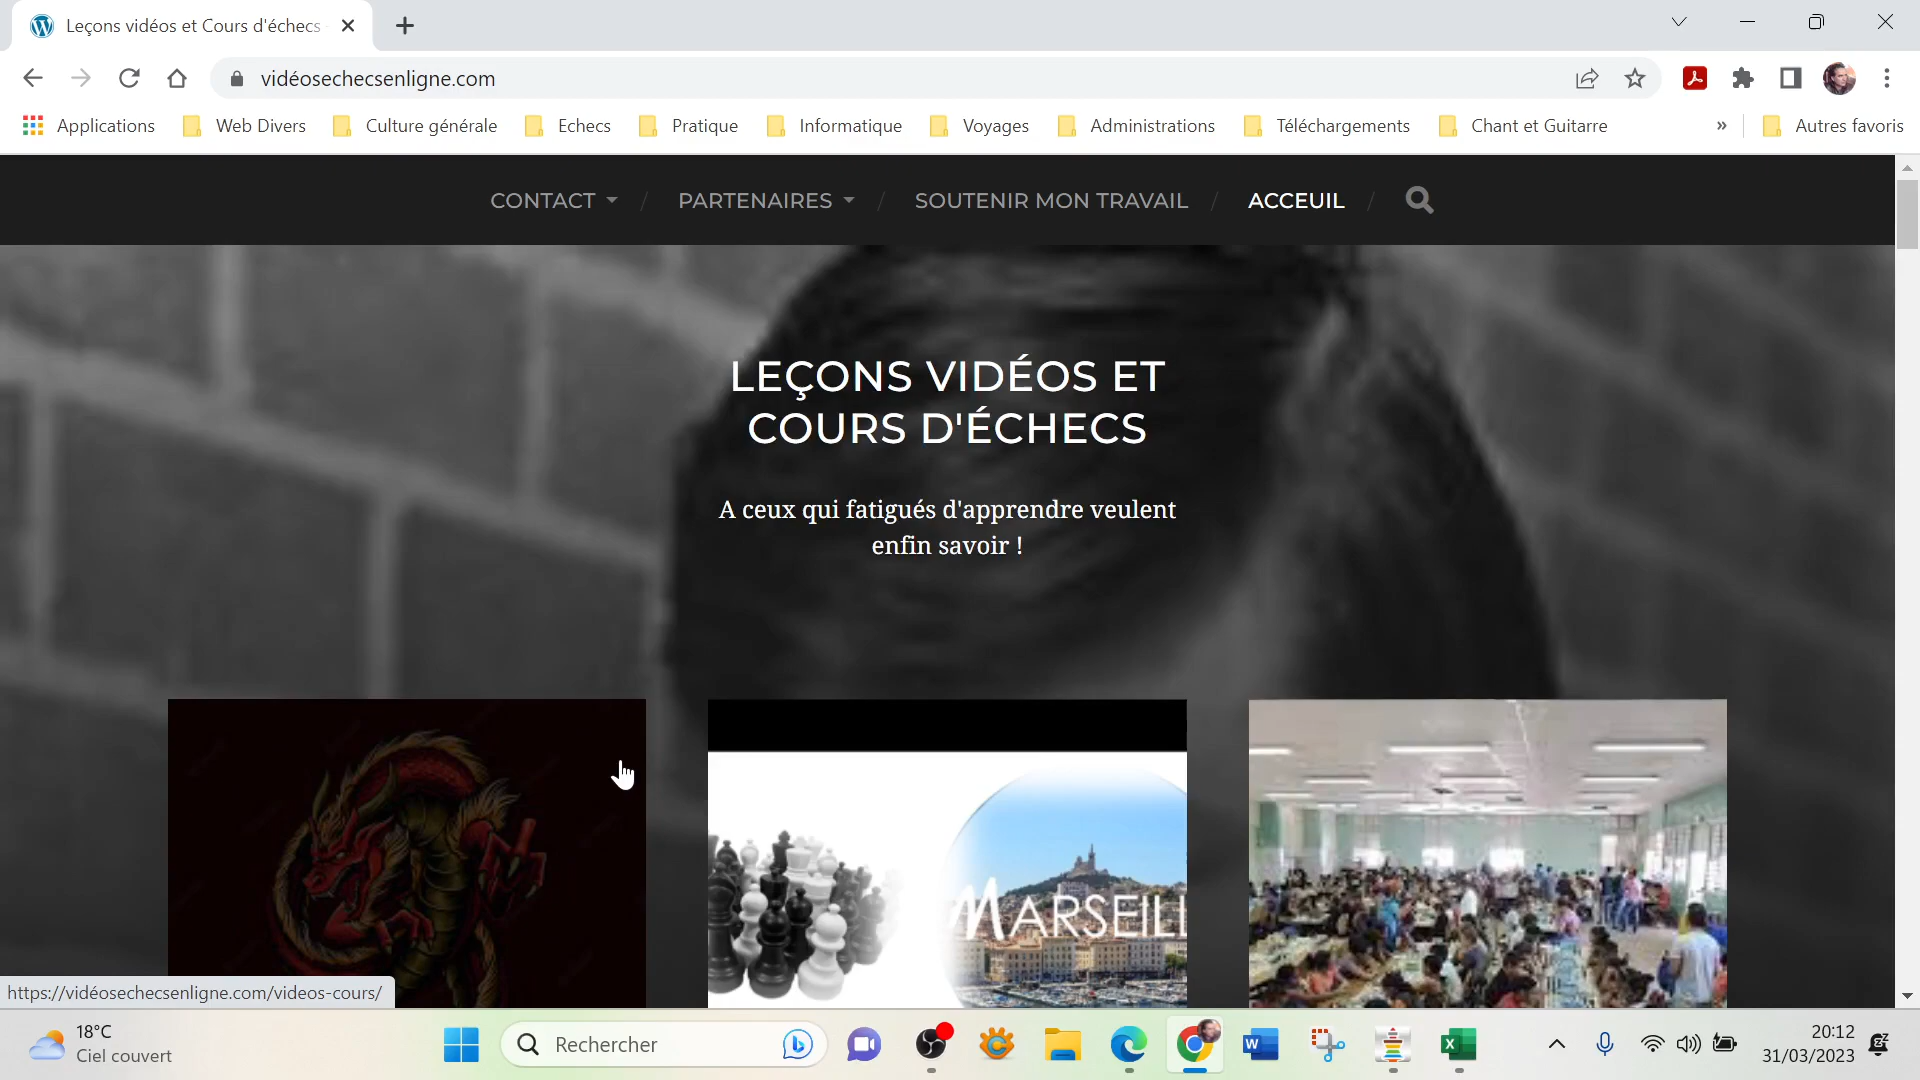 Leçons vidéos et Cours d'échecs
vidéosechecsenligne.com
Applications
Web Divers
Culture générale
Echecs
Pratique
Informatique
Voyages
Administrations
Téléchargements
Chant et Guitarre
»
Autres favoris
CONTACT
PARTENAIRES
SOUTENIR MON TRAVAIL
ACCEUIL
LEÇONS VIDÉOS ET
COURS D'ÉCHECS
A ceux qui fatigués d'apprendre veulent
enfin savoir !
MARSEILL
https://vidéosechecsenligne.com/videos-cours/
18°C
Ciel couvert
Rechercher
20:12
31/03/2023